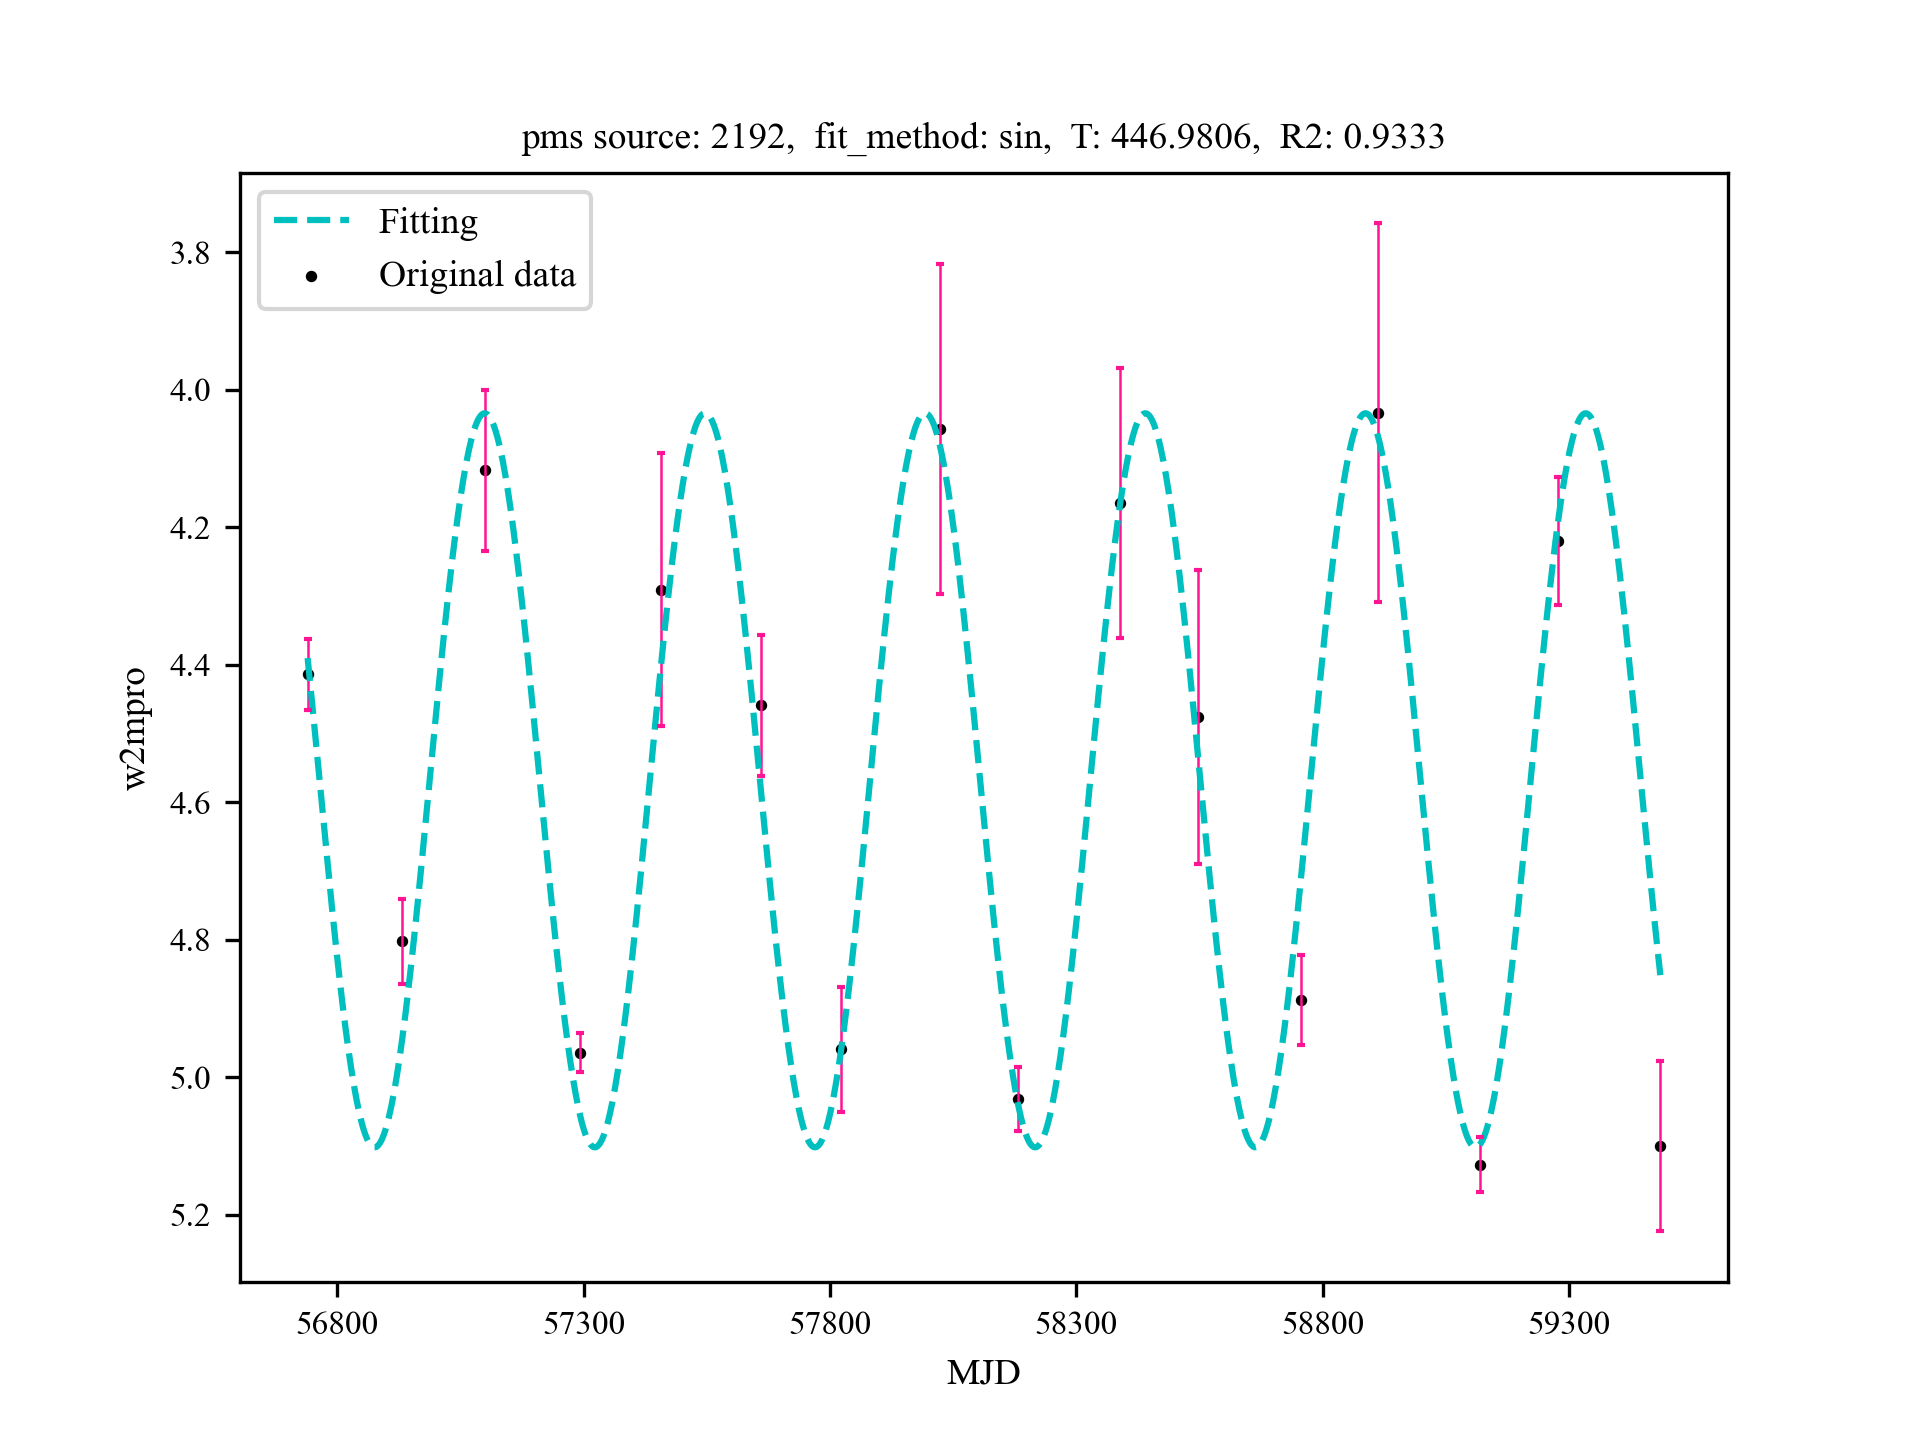 pms source: 2192,  fit_method: sin,  T: 446.9806,  R2: 0.9333
Fitting
Original data
3.8
4.0
4.2
4.4
4.6
4.8
5.0
5.2
w2mpro
56800 57300 57800 58300 58800 59300
MJD